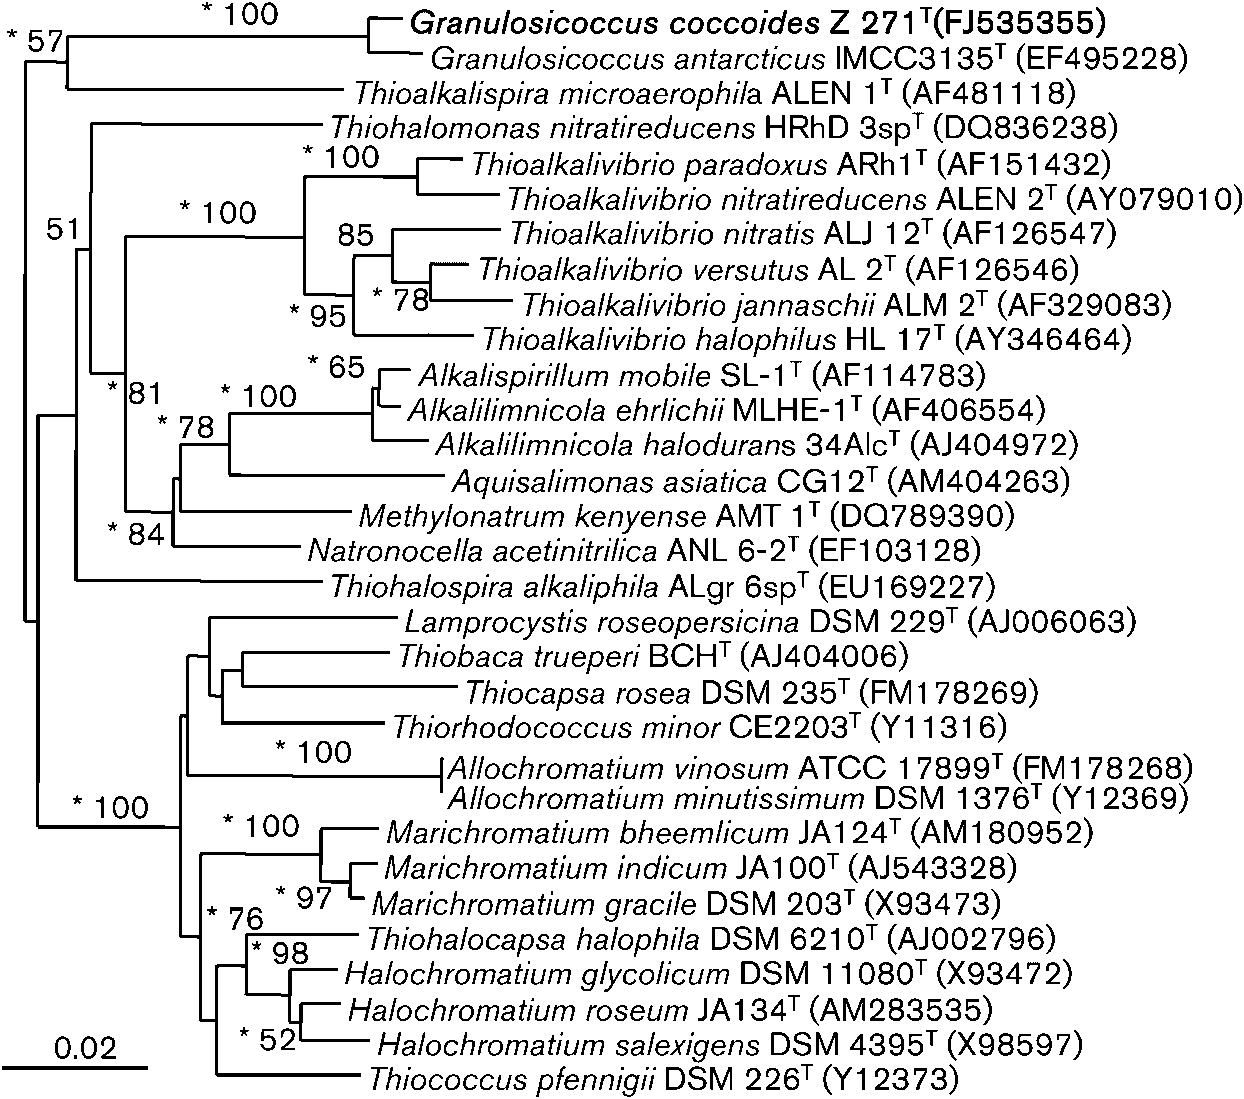 * 100
Granulosicoccus coccoides Z 271T(FJ535355)
* 57
Granulosicoccus antarcticus IMCC3135T (EF495228)
Thioalkalispira microaerophila ALEN 1T (AF481118)
Thiohalomonas nitratireducens HRhD 3spT (DQ836238)
* 100
Thioalkalivibrio paradoxus ARh1T (AF151432)
Thioalkalivibrio nitratireducens ALEN 2T (AY079010)
* 100
51
85
Thioalkalivibrio nitratis ALJ 12T (AF126547)
Thioalkalivibrio versutus AL 2T (AF126546)
* 78
Thioalkalivibrio jannaschii ALM 2T (AF329083)
* 95
Thioalkalivibrio halophilus HL 17T (AY346464)
* 65
Alkalispirillum mobile SL-1T (AF114783)
* 81
* 100
Alkalilimnicola ehrlichii MLHE-1T (AF406554)
* 78
Alkalilimnicola halodurans 34AlcT (AJ404972)
Aquisalimonas asiatica CG12T (AM404263)
Methylonatrum kenyense AMT 1T (DQ789390)
* 84
Natronocella acetinitrilica ANL 6-2T (EF103128)
Thiohalospira alkaliphila ALgr 6spT (EU169227)
Lamprocystis roseopersicina DSM 229T (AJ006063)
Thiobaca trueperi BCHT (AJ404006)
Thiocapsa rosea DSM 235T (FM178269)
Thiorhodococcus minor CE2203T (Y11316)
* 100
Allochromatium vinosum ATCC 17899T (FM178268)
Allochromatium minutissimum DSM 1376T (Y12369)
* 100
* 100
Marichromatium bheemlicum JA124T (AM180952)
Marichromatium indicum JA100T (AJ543328)
* 97
Marichromatium gracile DSM 203T (X93473)
* 76
Thiohalocapsa halophila DSM 6210T (AJ002796)
* 98
Halochromatium glycolicum DSM 11080T (X93472)
Halochromatium roseum JA134T (AM283535)
* 52
Halochromatium salexigens DSM 4395T (X98597)
0.02
Thiococcus pfennigii DSM 226T (Y12373)